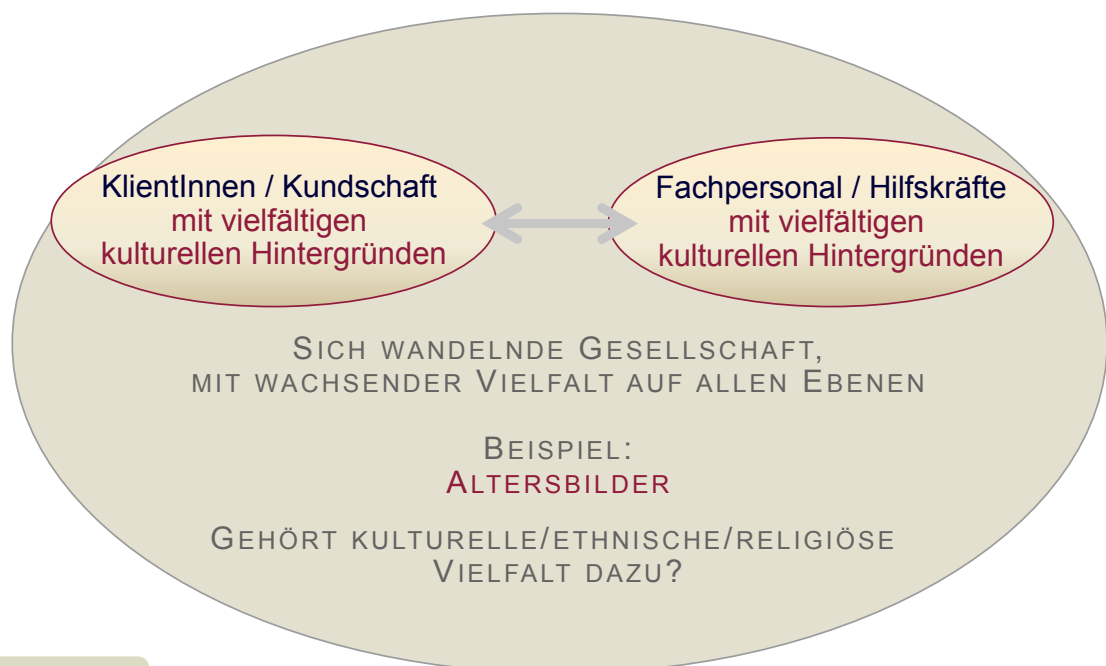 KlientInnen / Kundschaft
mit vielfältigen
kulturellen Hintergründen
Fachpersonal / Hilfskräfte
mit vielfältigen
kulturellen Hintergründen
SICH WANDELNDE GESELLSCHAFT,
MIT WACHSENDER VIELFALT AUF ALLEN EBENEN
BEISPIEL:
ALTERSBILDER
GEHÖRT KULTURELLE/ETHNISCHE/RELIGIÖSE
VIELFALT DAZU?